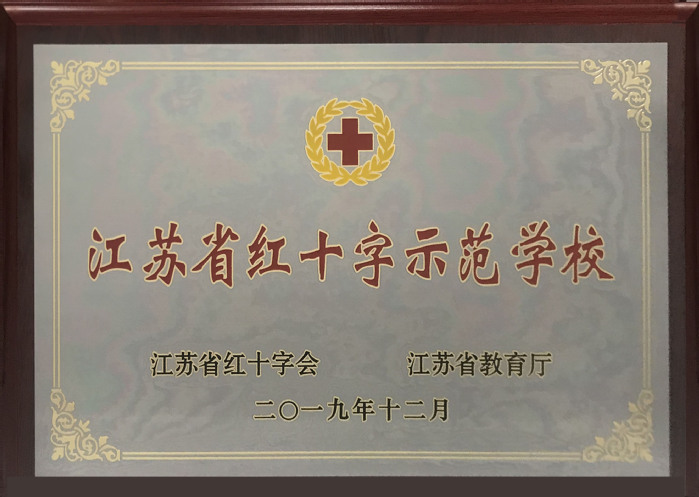 江苏省红十字示范学校
江苏省红十字会 江苏省教育厅
二〇一九年十二月